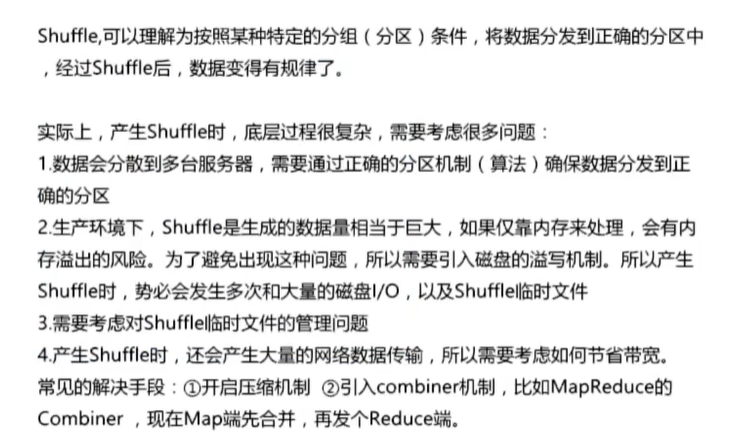 Shuffle,可以理解为按照某种特定的分组（分区）条件，将数据分发到正确的分区中
，经过Shuffle后，数据变得有规律了。
实际上，产生Shuffle时，底层过程很复杂，需要考虑很多问题：
1.数据会分散到多台服务器，需要通过正确的分区机制（算法）确保数据分发到正
确的分区
2.生产环境下，Shuffle是生成的数据量相当于巨大，如果仅靠内存来处理，会有内
存溢出的风险。为了避免出现这种问题，所以需要引入磁盘的溢写机制。所以产生
Shuffle时，势必会发生多次和大量的磁盘I/O，以及Shuffle临时文件
3.需要考虑对Shuffle临时文件的管理问题
4.产生Shuffle时，还会产生大量的网络数据传输，所以需要考虑如何节省带宽。
常见的解决手段：①开启压缩机制 ②引入combiner机制，比如MapReduce的
Combiner ，现在Map端先合并，再发个Reduce端。